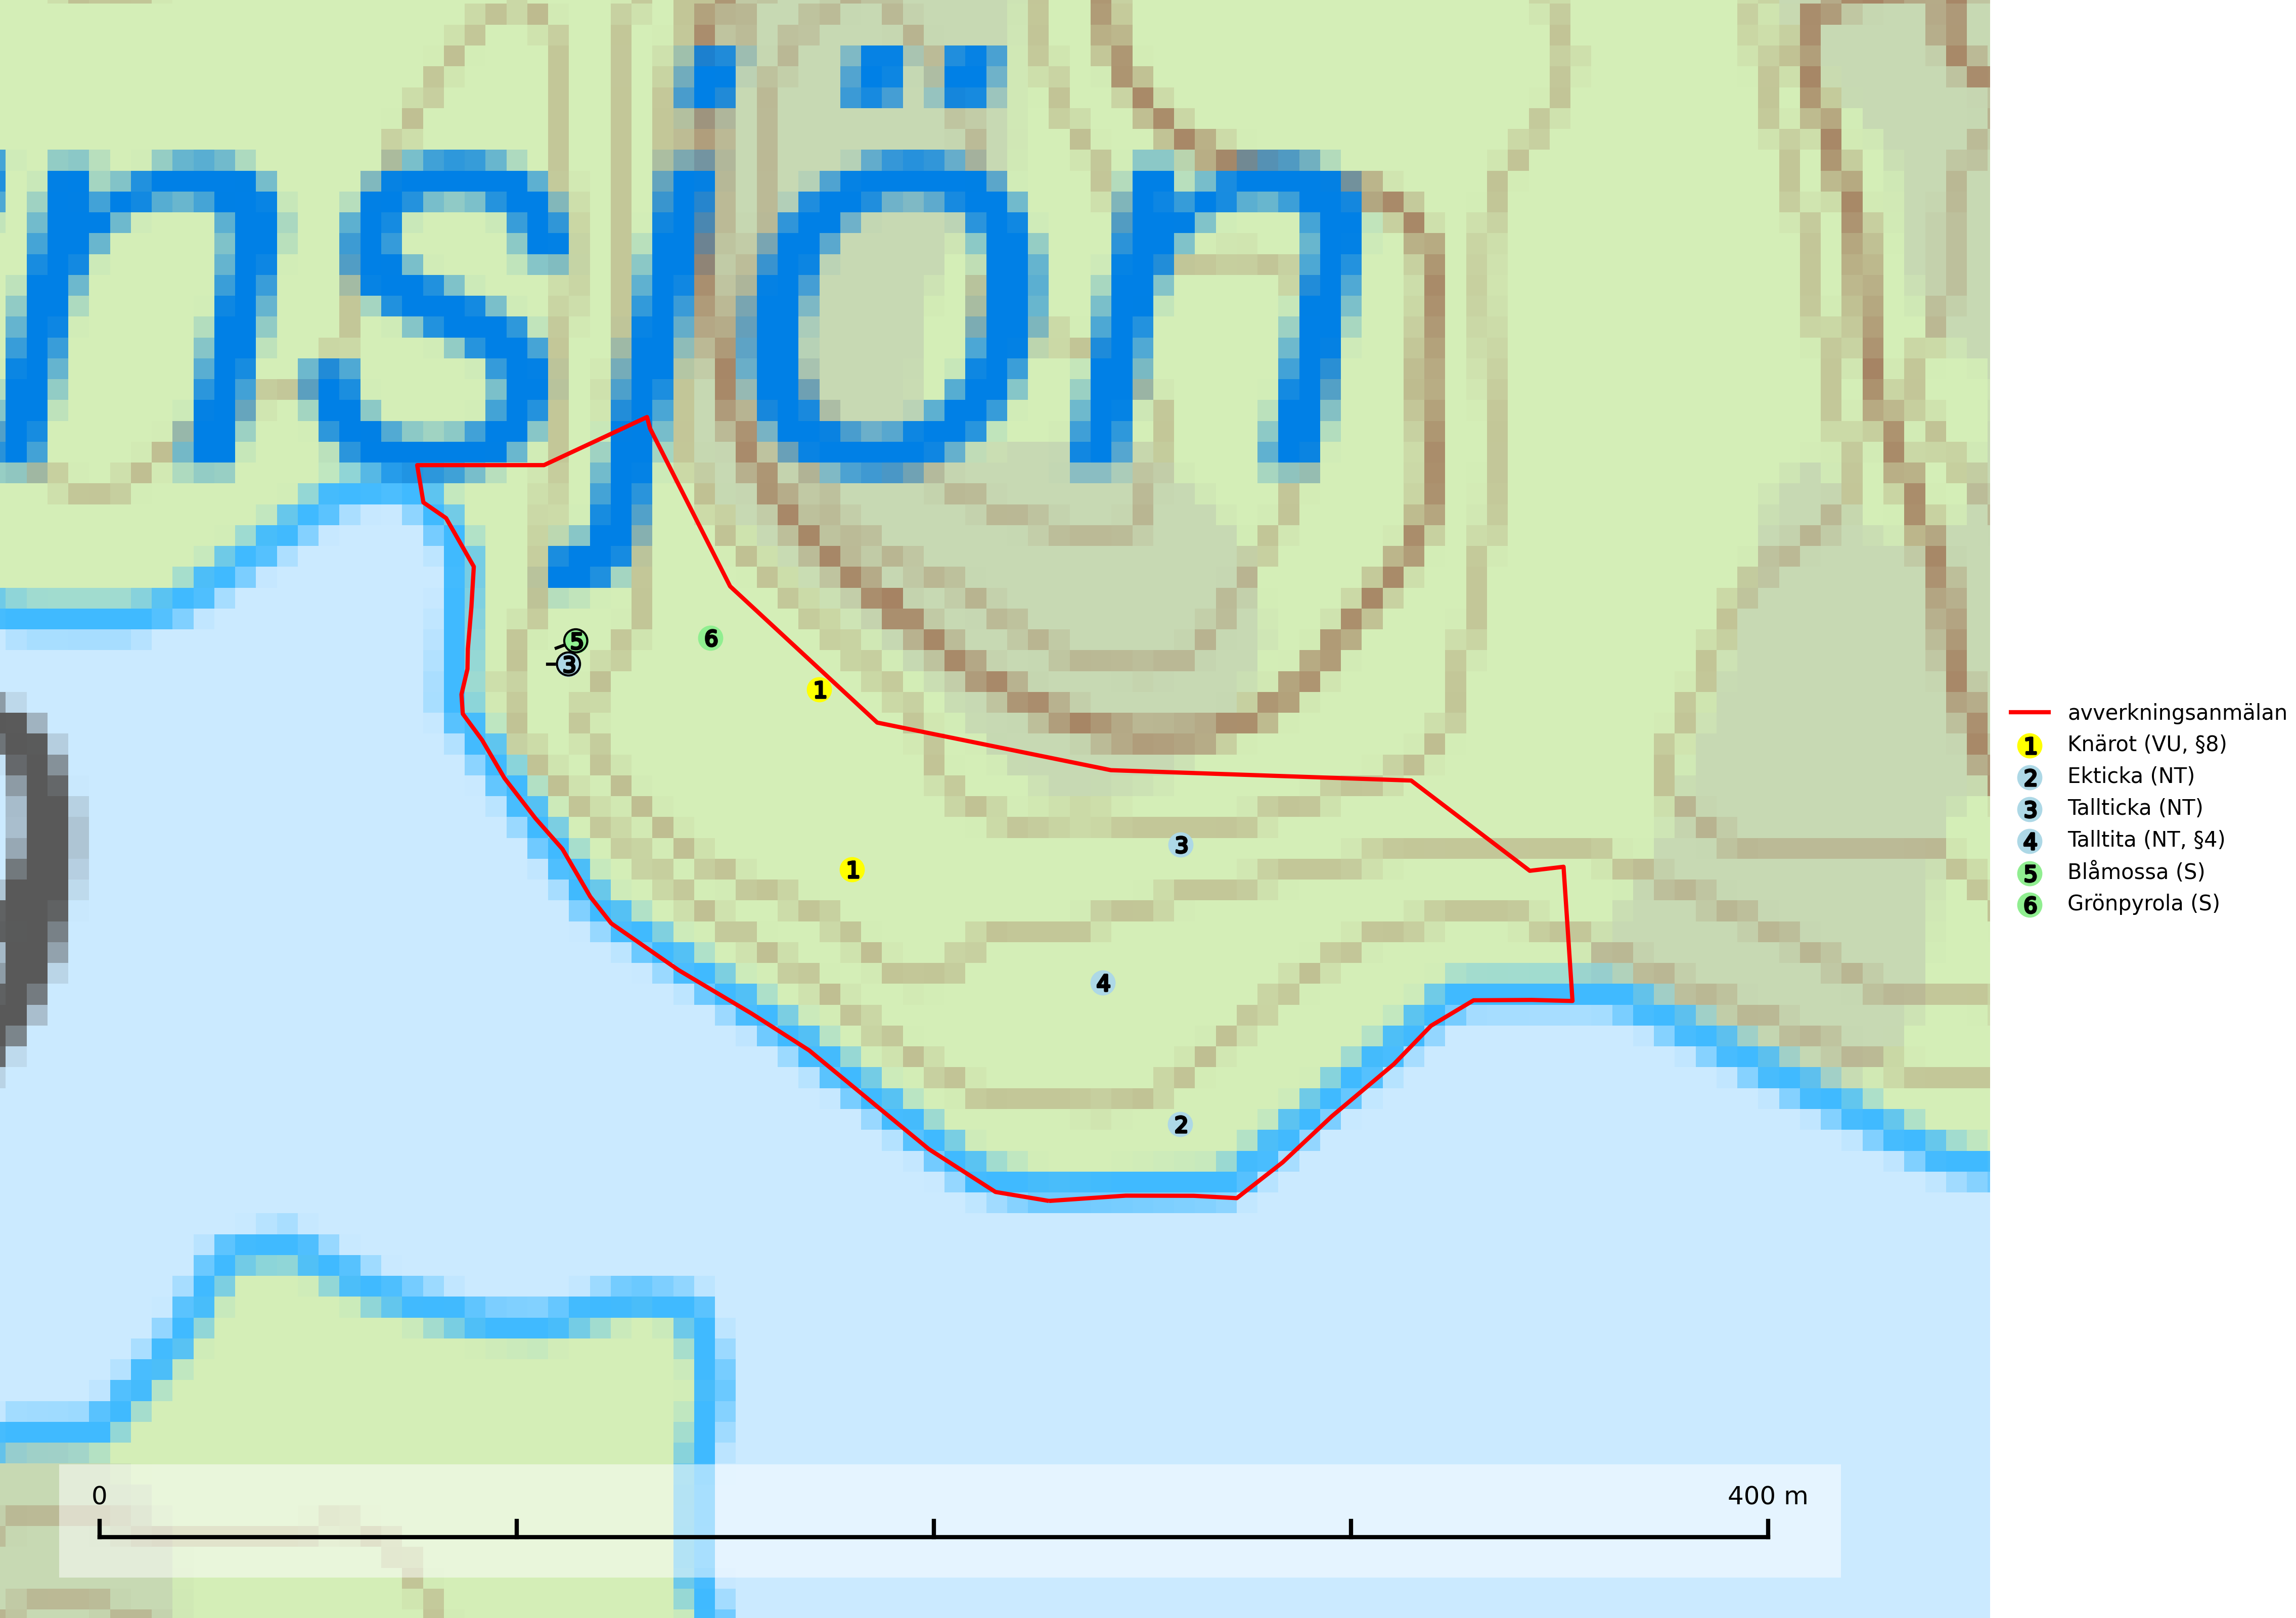 nsjön
5
3
6
1
1
3
4
2
avverkningsanmälan
1 Knärot (VU, §8)
2 Ekticka (NT)
3 Tallticka (NT)
4 Talltita (NT, §4)
5 Blåmossa (S)
6 Grönpyrola (S)
0 400 m